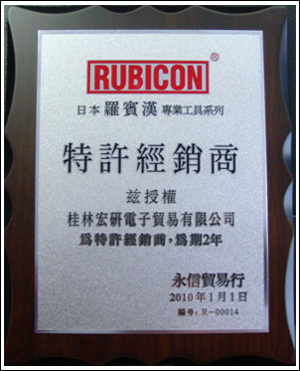 RUBICON®
日本羅賓漢專業工具系列
特許經銷商
茲授權
桂林宏研電子貿易有限公司
為特許經銷商,為期2年
永信貿易行
2010年1月1日
編号:R-00014